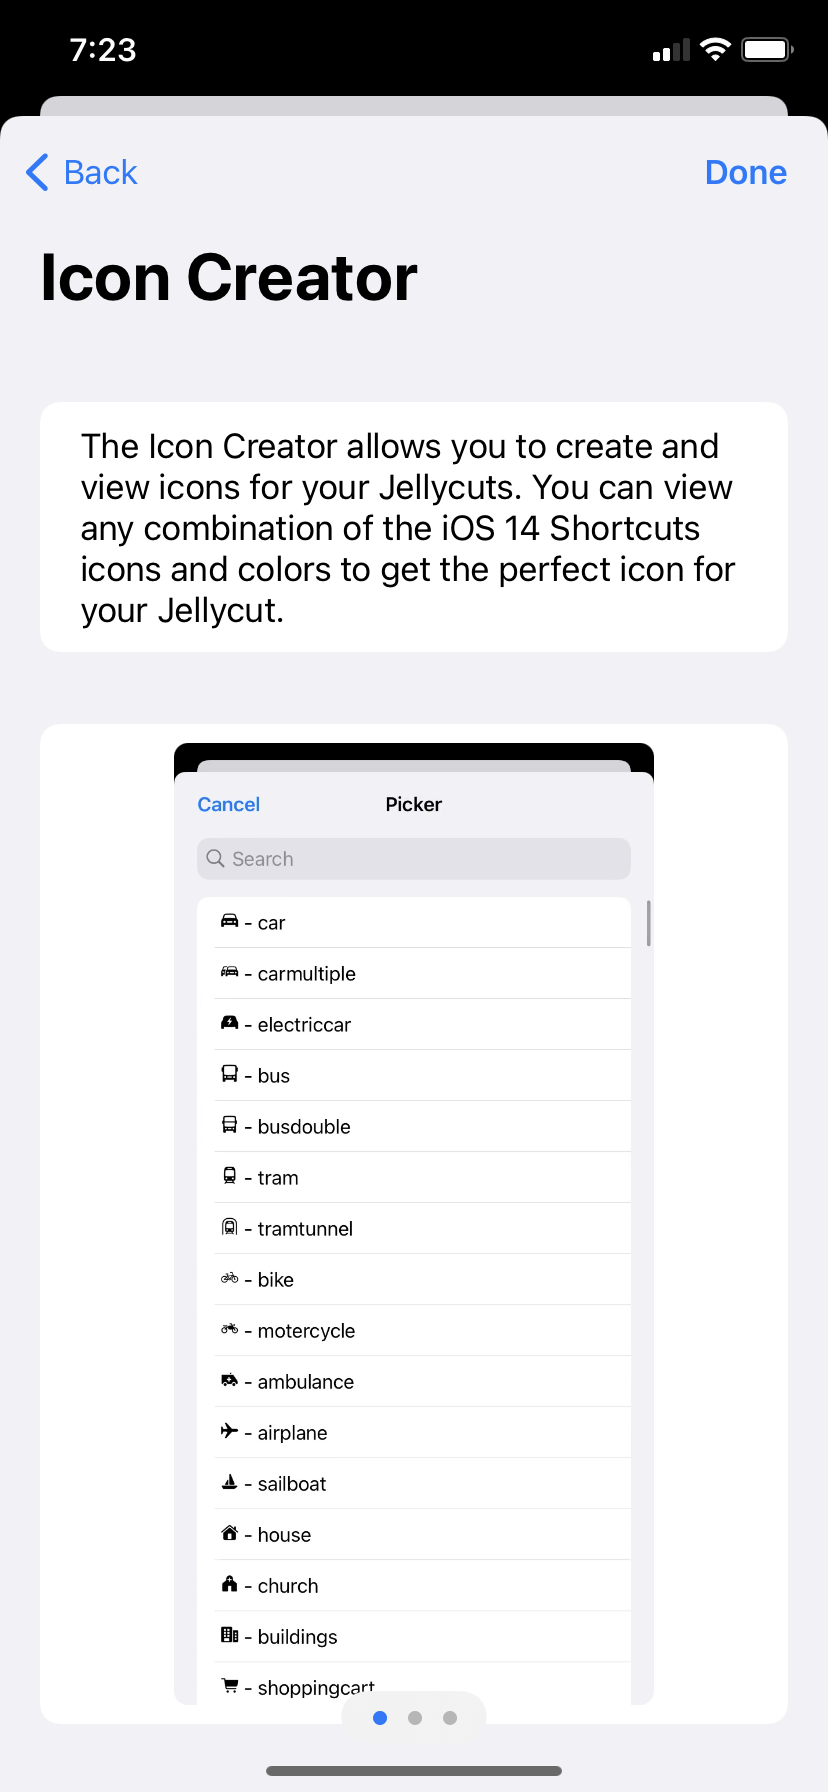 7:23
Back
Done
Icon Creator
The Icon Creator allows you to create and
view icons for your Jellycuts. You can view
any combination of the iOS 14 Shortcuts
icons and colors to get the perfect icon for
your Jellycut.
Cancel
Picker
Search
- car
- carmultiple
- electriccar
- bus
- busdouble
- tram
- tramtunnel
- bike
- motercycle
- ambulance
- airplane
- sailboat
- house
- church
- buildings
- shoppingcart